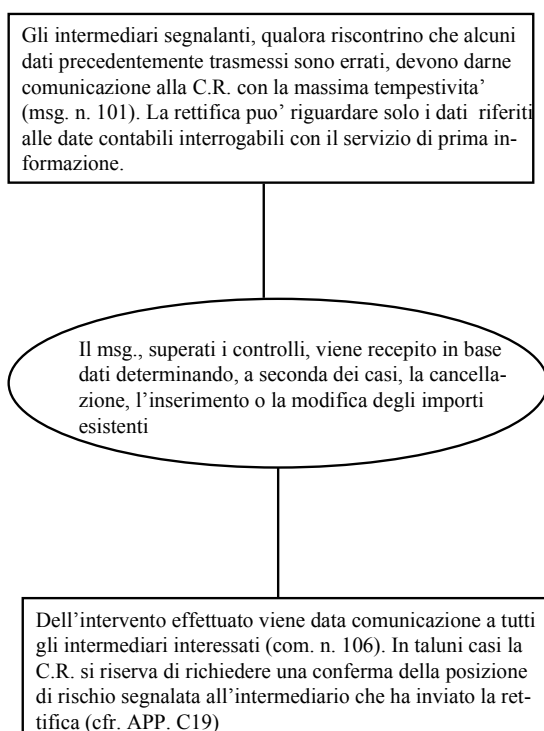 Gli intermediari segnalanti, qualora riscontrino che alcuni
dati precedentemente trasmessi sono errati, devono darne
comunicazione alla C.R. con la massima tempestivita’
(msg. n. 101). La rettifica puo’ riguardare solo i dati  riferiti
alle date contabili interrogabili con il servizio di prima in-
formazione.
Il msg., superati i controlli, viene recepito in base
dati determinando, a seconda dei casi, la cancella-
zione, l’inserimento o la modifica degli importi
esistenti
Dell’intervento effettuato viene data comunicazione a tutti
gli intermediari interessati (com. n. 106). In taluni casi la
C.R. si riserva di richiedere una conferma della posizione
di rischio segnalata all’intermediario che ha inviato la ret-
tifica (cfr. APP. C19)